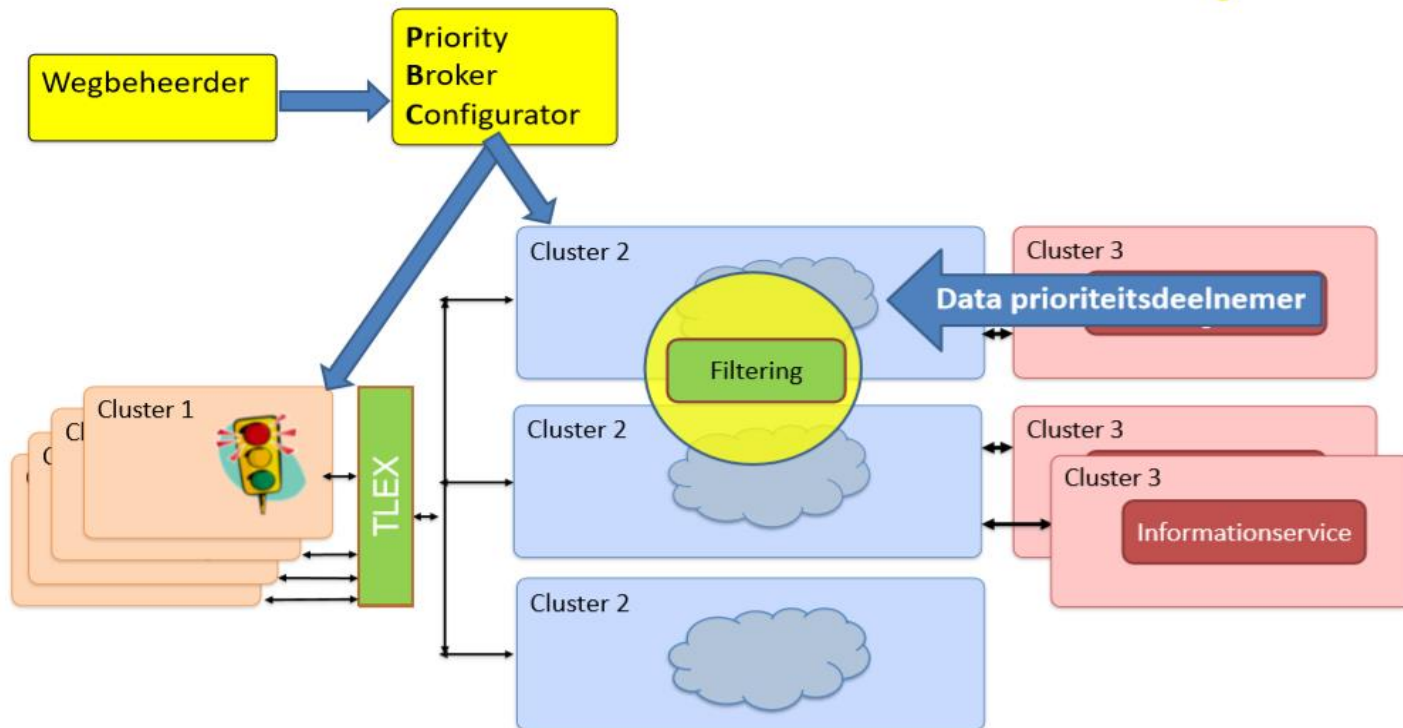 Wegbeheerder
Priority
Broker
Configurator
Cluster 2
Cluster 3
Data prioriteitsdeelnemer
Filtering
Cluster 1
TLEX
Cluster 2
Cluster 3
Cluster 3
Informationservice
Cluster 2